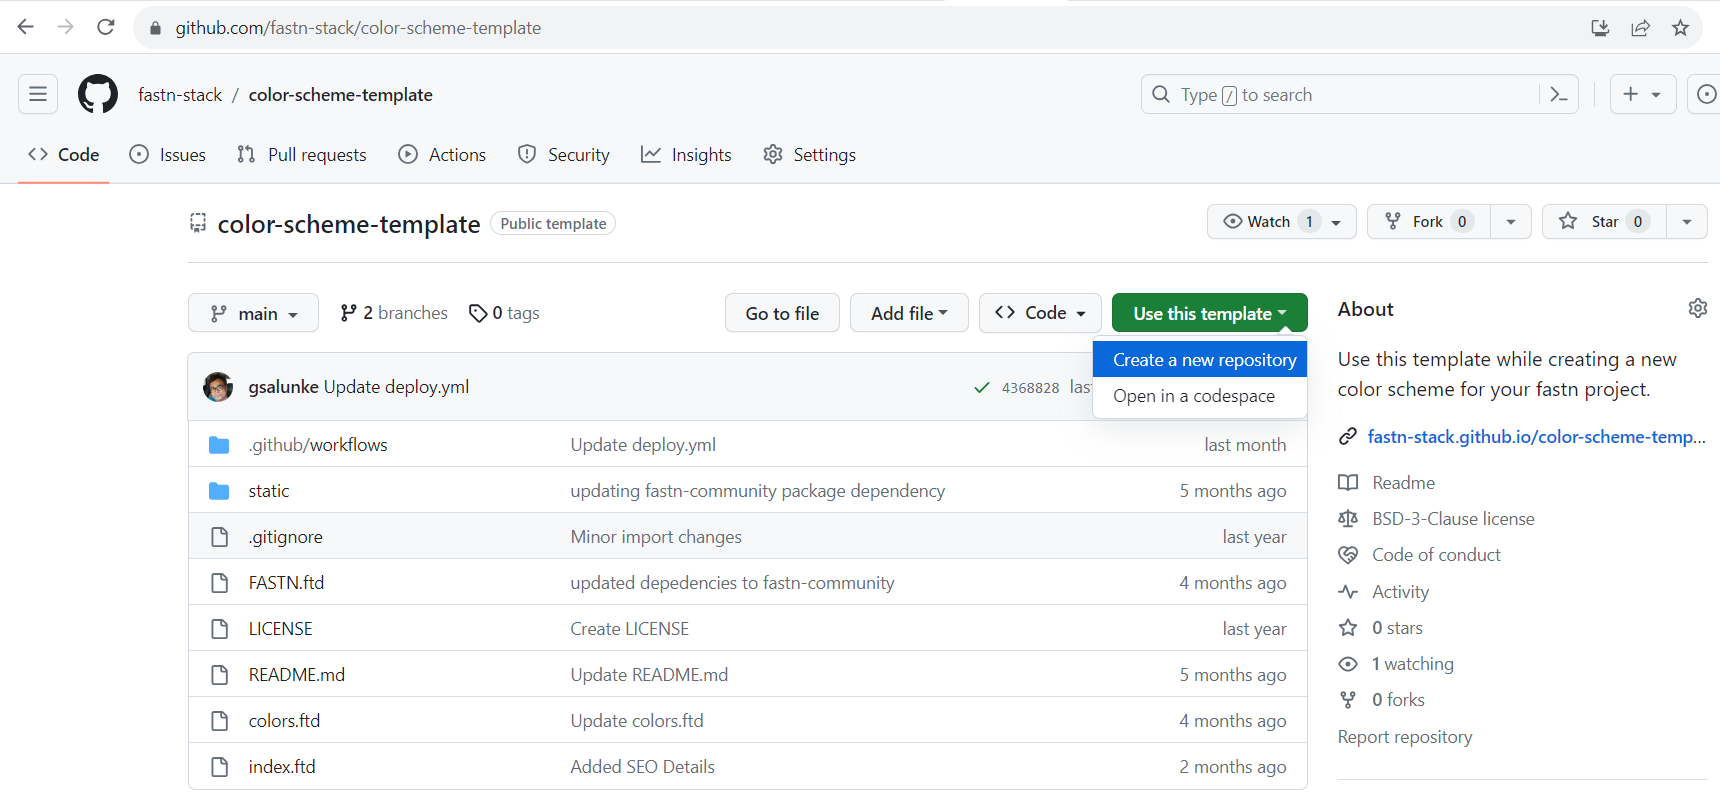 github.com/fastn-stack/color-scheme-template
fastn-stack / color-scheme-template
Type / to search
Code Issues Pull requests Actions Security Insights Settings
color-scheme-template Public template
Watch 1 Fork 0 Star 0
main 2 branches 0 tags Go to file Add file Code Use this template
Create a new repository
Open in a codespace
gsalunke Update deploy.yml 4368828 las
.github/workflows Update deploy.yml last month
static updating fastn-community package dependency 5 months ago
.gitignore Minor import changes last year
FASTN.ftd updated depedencies to fastn-community 4 months ago
LICENSE Create LICENSE last year
README.md Update README.md 5 months ago
colors.ftd Update colors.ftd 4 months ago
index.ftd Added SEO Details 2 months ago
About
Use this template while creating a new
color scheme for your fastn project.
fastn-stack.github.io/color-scheme-temp...
Readme
BSD-3-Clause license
Code of conduct
Activity
0 stars
1 watching
0 forks
Report repository